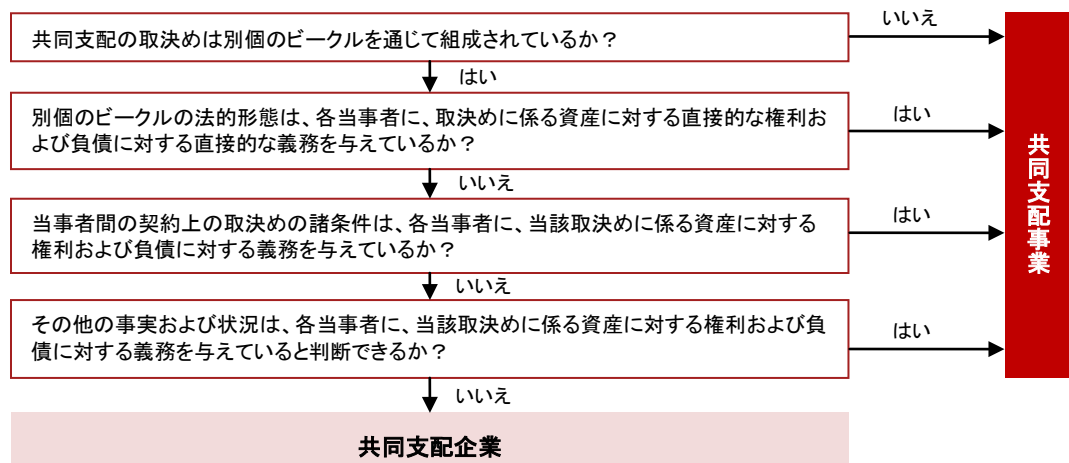 共同支配の取決めは別個のビークルを通じて組成されているか？
いいえ
はい
別個のビークルの法的形態は、各当事者に、取決めに係る資産に対する直接的な権利お
よび負債に対する直接的な義務を与えているか？
はい
いいえ
当事者間の契約上の取決めの諸条件は、各当事者に、当該取決めに係る資産に対する
権利および負債に対する義務を与えているか？
はい
いいえ
その他の事実および状況は、各当事者に、当該取決めに係る資産に対する権利および負
債に対する義務を与えていると判断できるか？
はい
いいえ
共同支配事業
共同支配企業